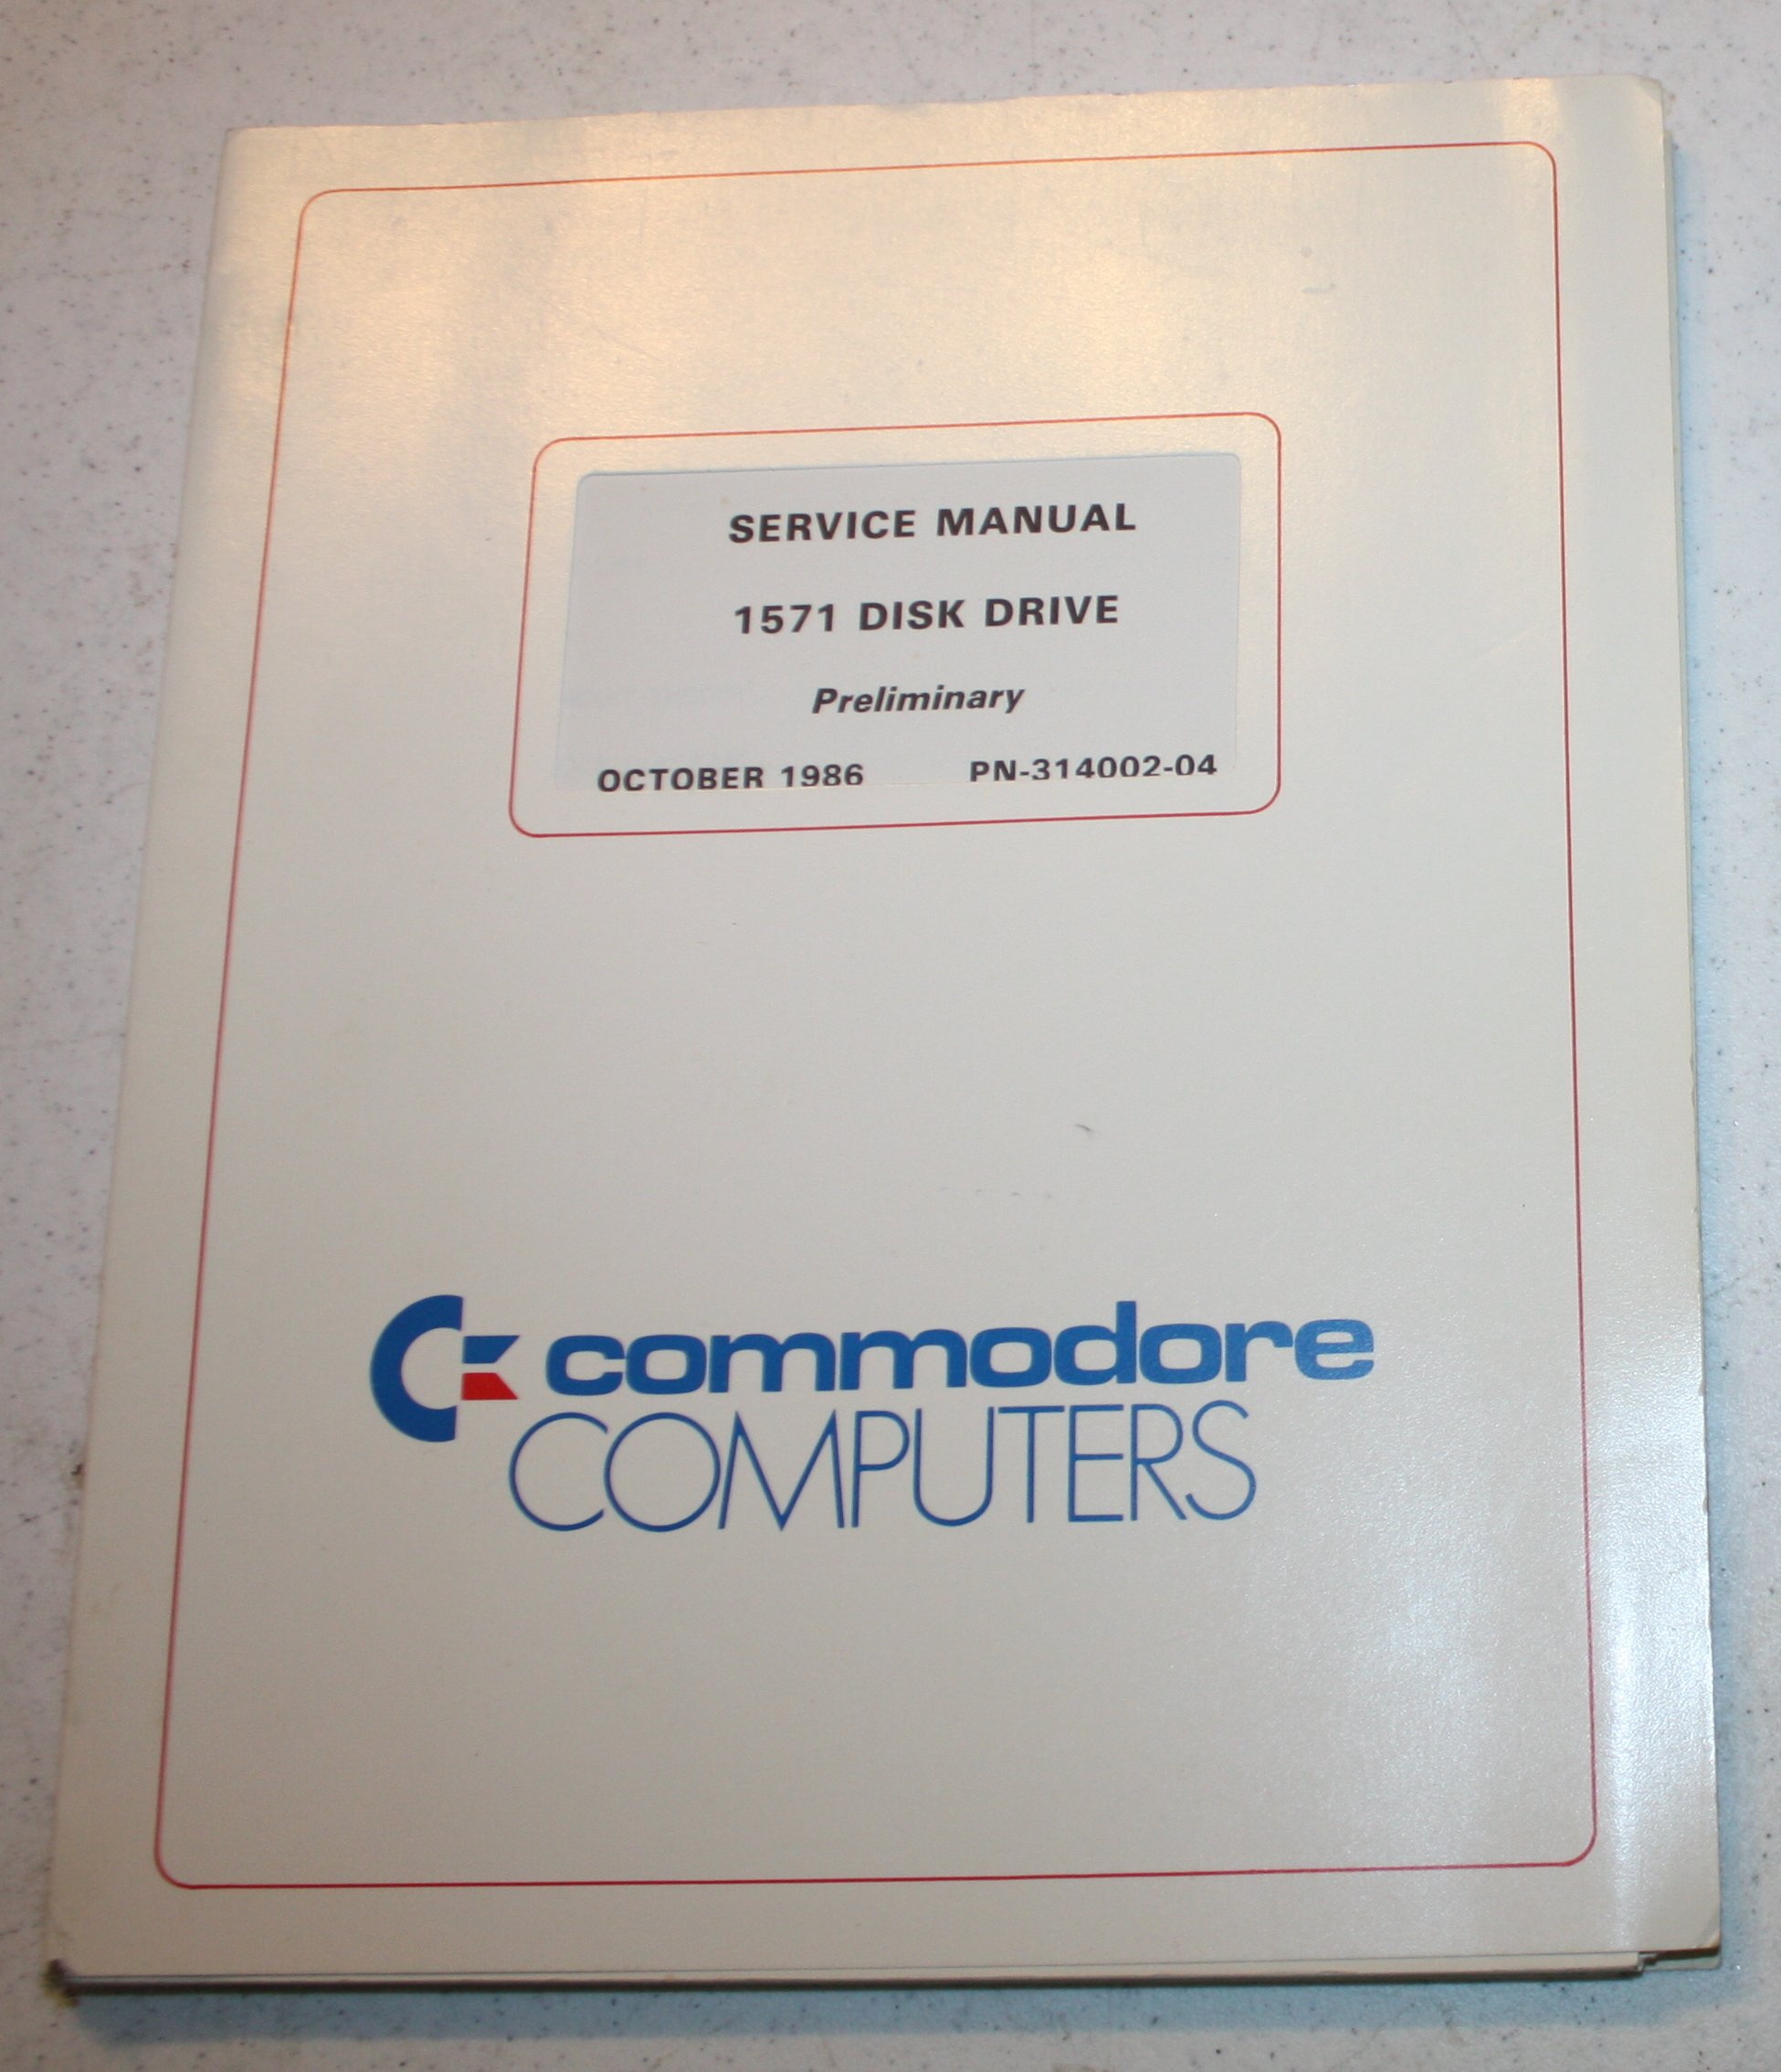 SERVICE MANUAL
1571 DISK DRIVE
Preliminary
OCTOBER 1986 PN-314002-04
commodore
COMPUTERS